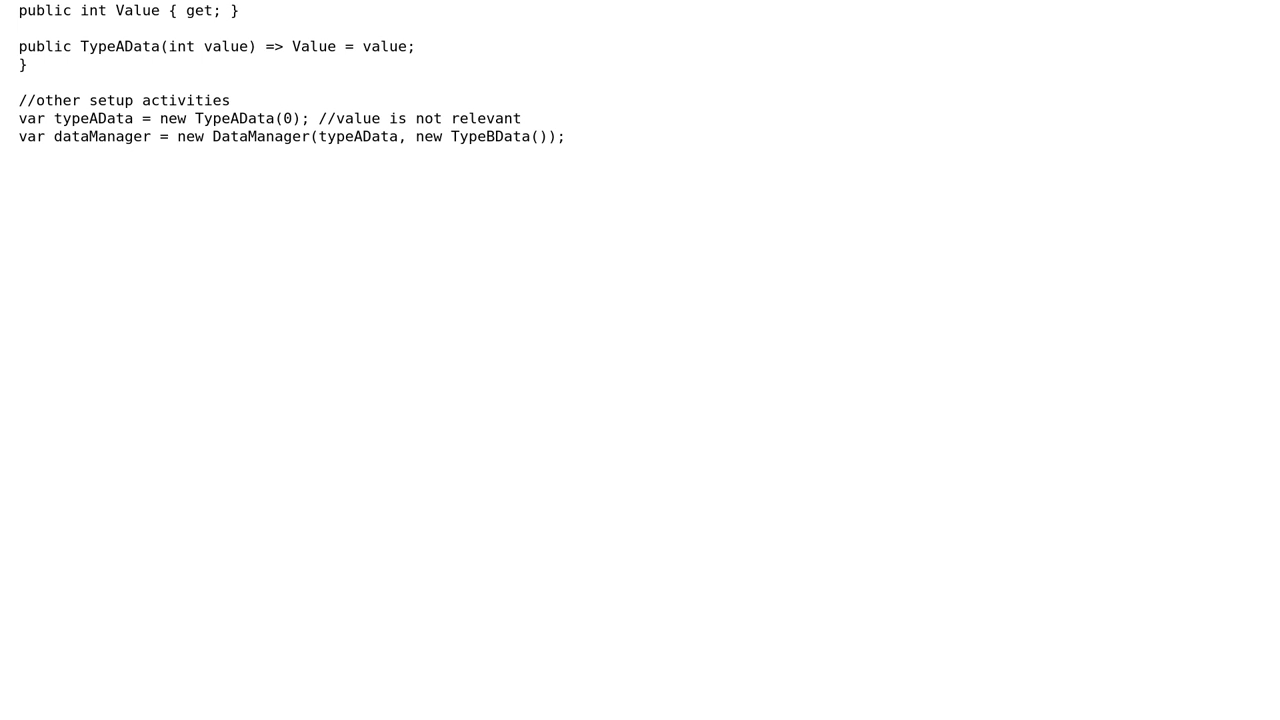 public int Value { get; }
public TypeAData(int value) => Value = value;
}
//other setup activities
var typeAData = new TypeAData(0); //value is not relevant
var dataManager = new DataManager(typeAData, new TypeBData());